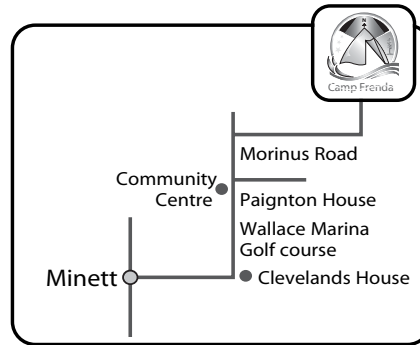 N
Camp Frenda
Morinus Road
Community
Centre
Paignton House
Wallace Marina
Golf course
Minett
Clevelands House